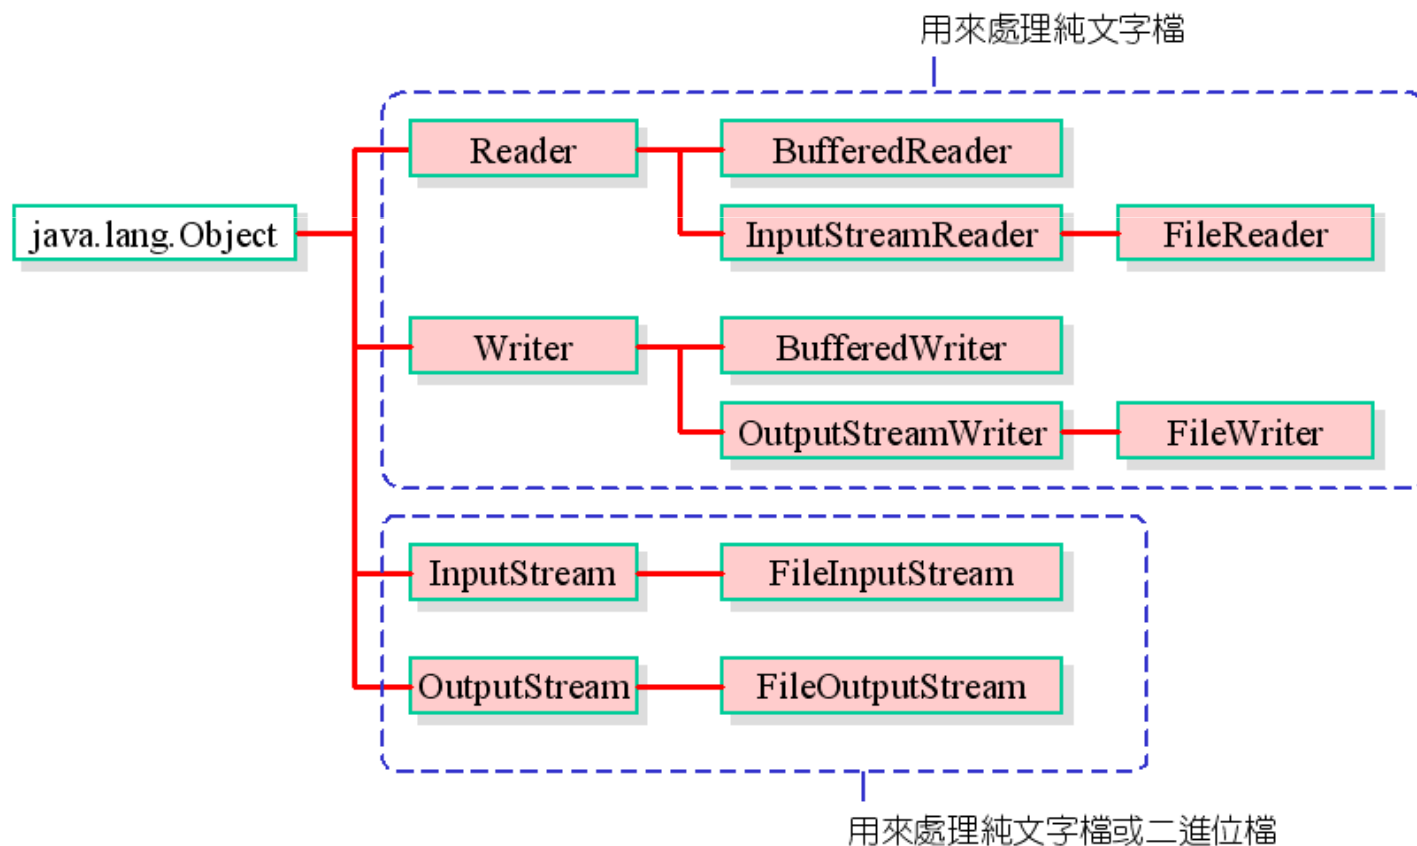 用來處理純文字檔
Reader
BufferedReader
java.lang.Object
InputStreamReader
FileReader
Writer
BufferedWriter
OutputStreamWriter
FileWriter
InputStream
FileInputStream
OutputStream
FileOutputStream
用來處理純文字檔或二進位檔